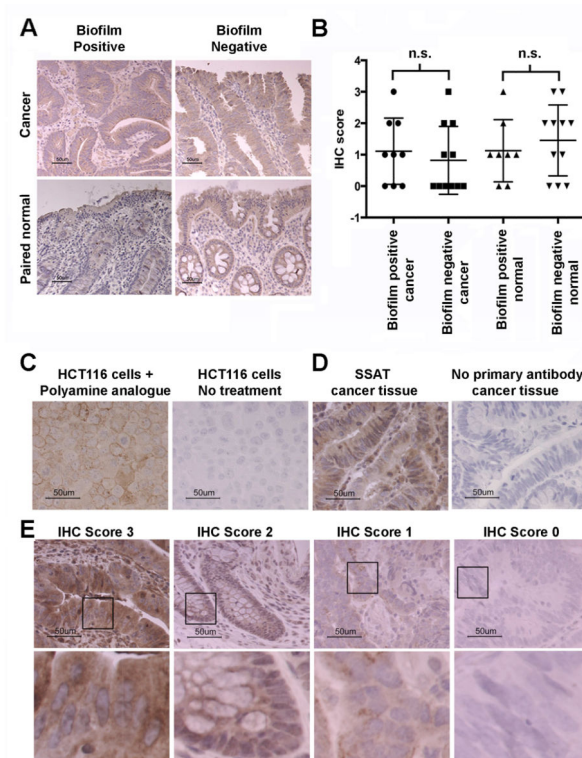 A
Biofilm
Positive
Biofilm
Negative
Cancer
50um
50um
Paired normal
50um
50um
B
n.s.
n.s.
IHC score
4
3
2
1
0
-1
Biofilm positive
cancer
Biofilm negative
cancer
Biofilm positive
normal
Biofilm negative
normal
C
HCT116 cells +
Polyamine analogue
HCT116 cells
No treatment
50um
50um
D
SSAT
cancer tissue
No primary antibody
cancer tissue
50um
50um
E
IHC Score 3
IHC Score 2
IHC Score 1
IHC Score 0
50um
50um
50um
50um